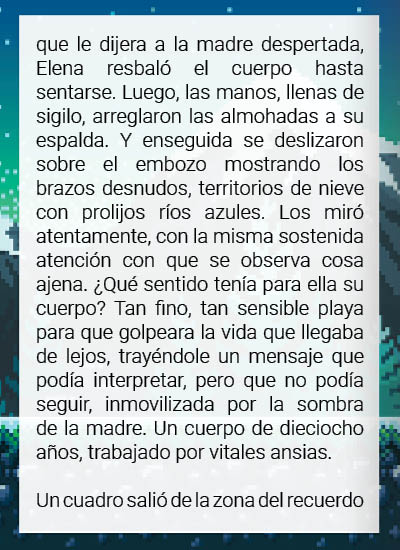 que le dijera a la madre despertada,
Elena resbaló el cuerpo hasta
sentarse. Luego, las manos, llenas de
sigilo, arreglaron las almohadas a su
espalda. Y enseguida se deslizaron
sobre el embozo mostrando los
brazos desnudos, territorios de nieve
con prolijos ríos azules. Los miró
atentamente, con la misma sostenida
atención con que se observa cosa
ajena. ¿Qué sentido tenía para ella su
cuerpo? Tan fino, tan sensible playa
para que golpeara la vida que llegaba
de lejos, trayéndole un mensaje que
podía interpretar, pero que no podía
seguir, inmovilizada por la sombra
de la madre. Un cuerpo de dieciocho
años, trabajado por vitales ansias.
Un cuadro salió de la zona del recuerdo